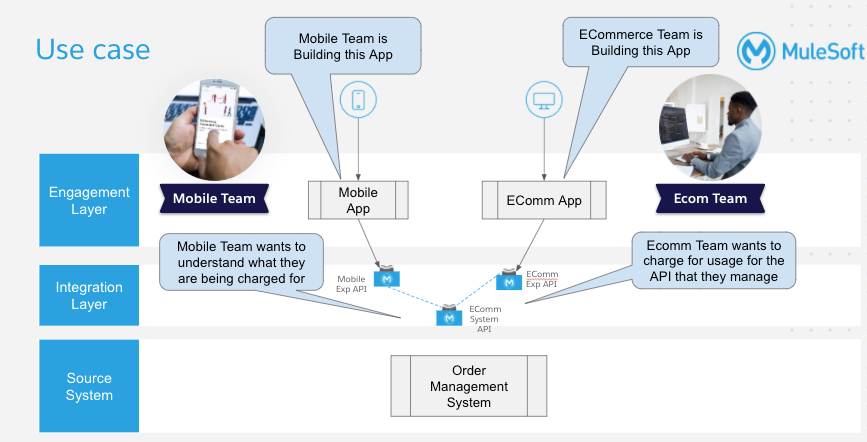 Use case
Mobile Team is
Building this App
ECommerce Team is
Building this App
MuleSoft
Engagement
Layer
Mobile Team
Mobile
App
EComm App
Ecom Team
Mobile Team wants to
understand what they
are being charged for
Ecomm Team wants to
charge for usage for the
API that they manage
Integration
Layer
Mobile
Exp API
EComm
Exp API
EComm
System
API
Source
System
Order
Management
System